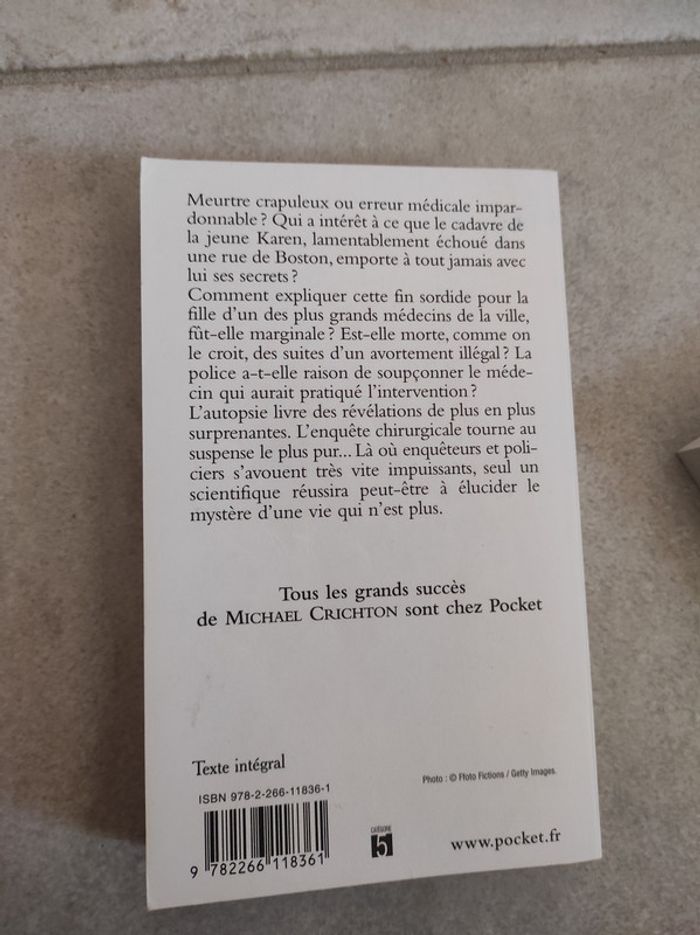 Meurtre crapuleux ou erreur médicale impar-
donnable ? Qui a intérêt à ce que le cadavre de
la jeune Karen, lamentablement échoué dans
une rue de Boston, emporte à tout jamais avec
lui ses secrets ?
Comment expliquer cette fin sordide pour la
fille d'un des plus grands médecins de la ville,
fût-elle marginale ? Est-elle morte, comme on
le croit, des suites d'un avortement illégal ? La
police a-t-elle raison de soupçonner le méde-
cin qui aurait pratiqué l'intervention ?
L'autopsie livre des révélations de plus en plus
surprenantes. L'enquête chirurgicale tourne au
suspense le plus pur... Là où enquêteurs et poli-
ciers s'avouent très vite impuissants, seul un
scientifique réussira peut-être à élucider le
mystère d'une vie qui n'est plus.
Tous les grands succès
de MICHAEL CRICHTON sont chez Pocket
Texte intégral
Photo : © Ffoto Fictions / Getty Images.
ISBN 978-2-266-11836-1
9 782266 118361
CATÉGORIE
5
www.pocket.fr